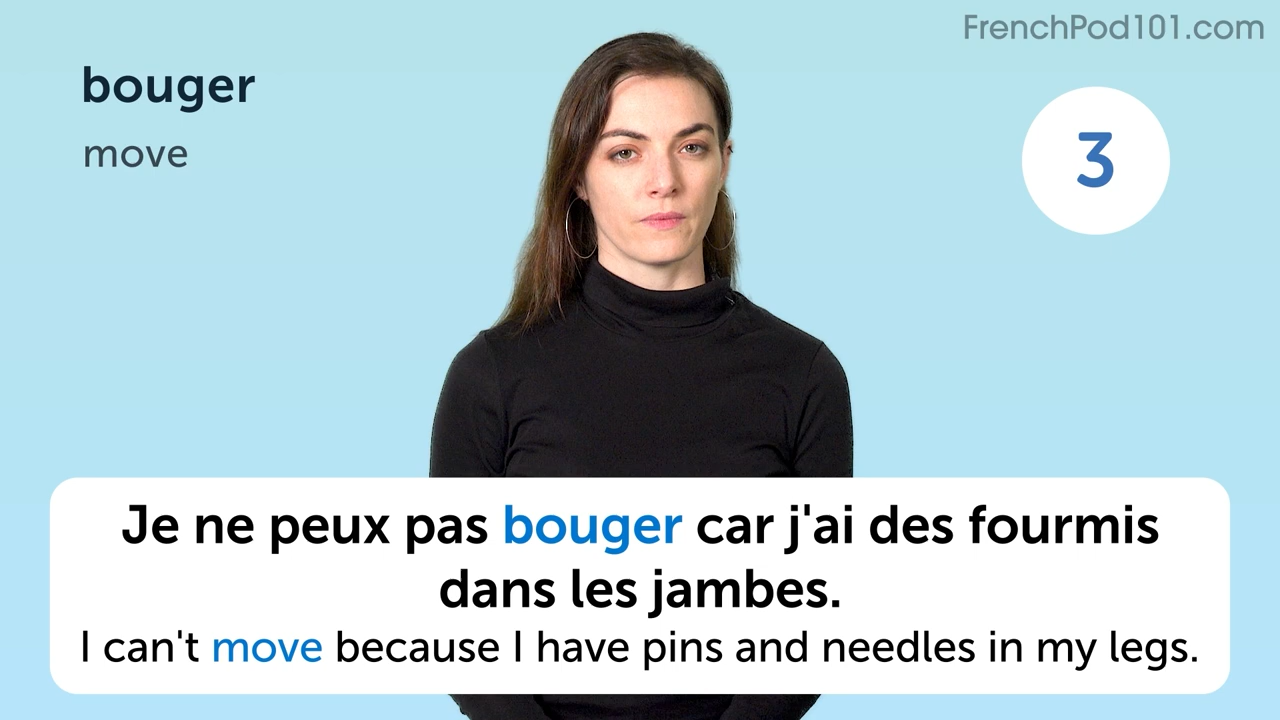 FrenchPod101.com
bouger
move
3
Je ne peux pas bouger car j'ai des fourmis
dans les jambes.
I can't move because I have pins and needles in my legs.